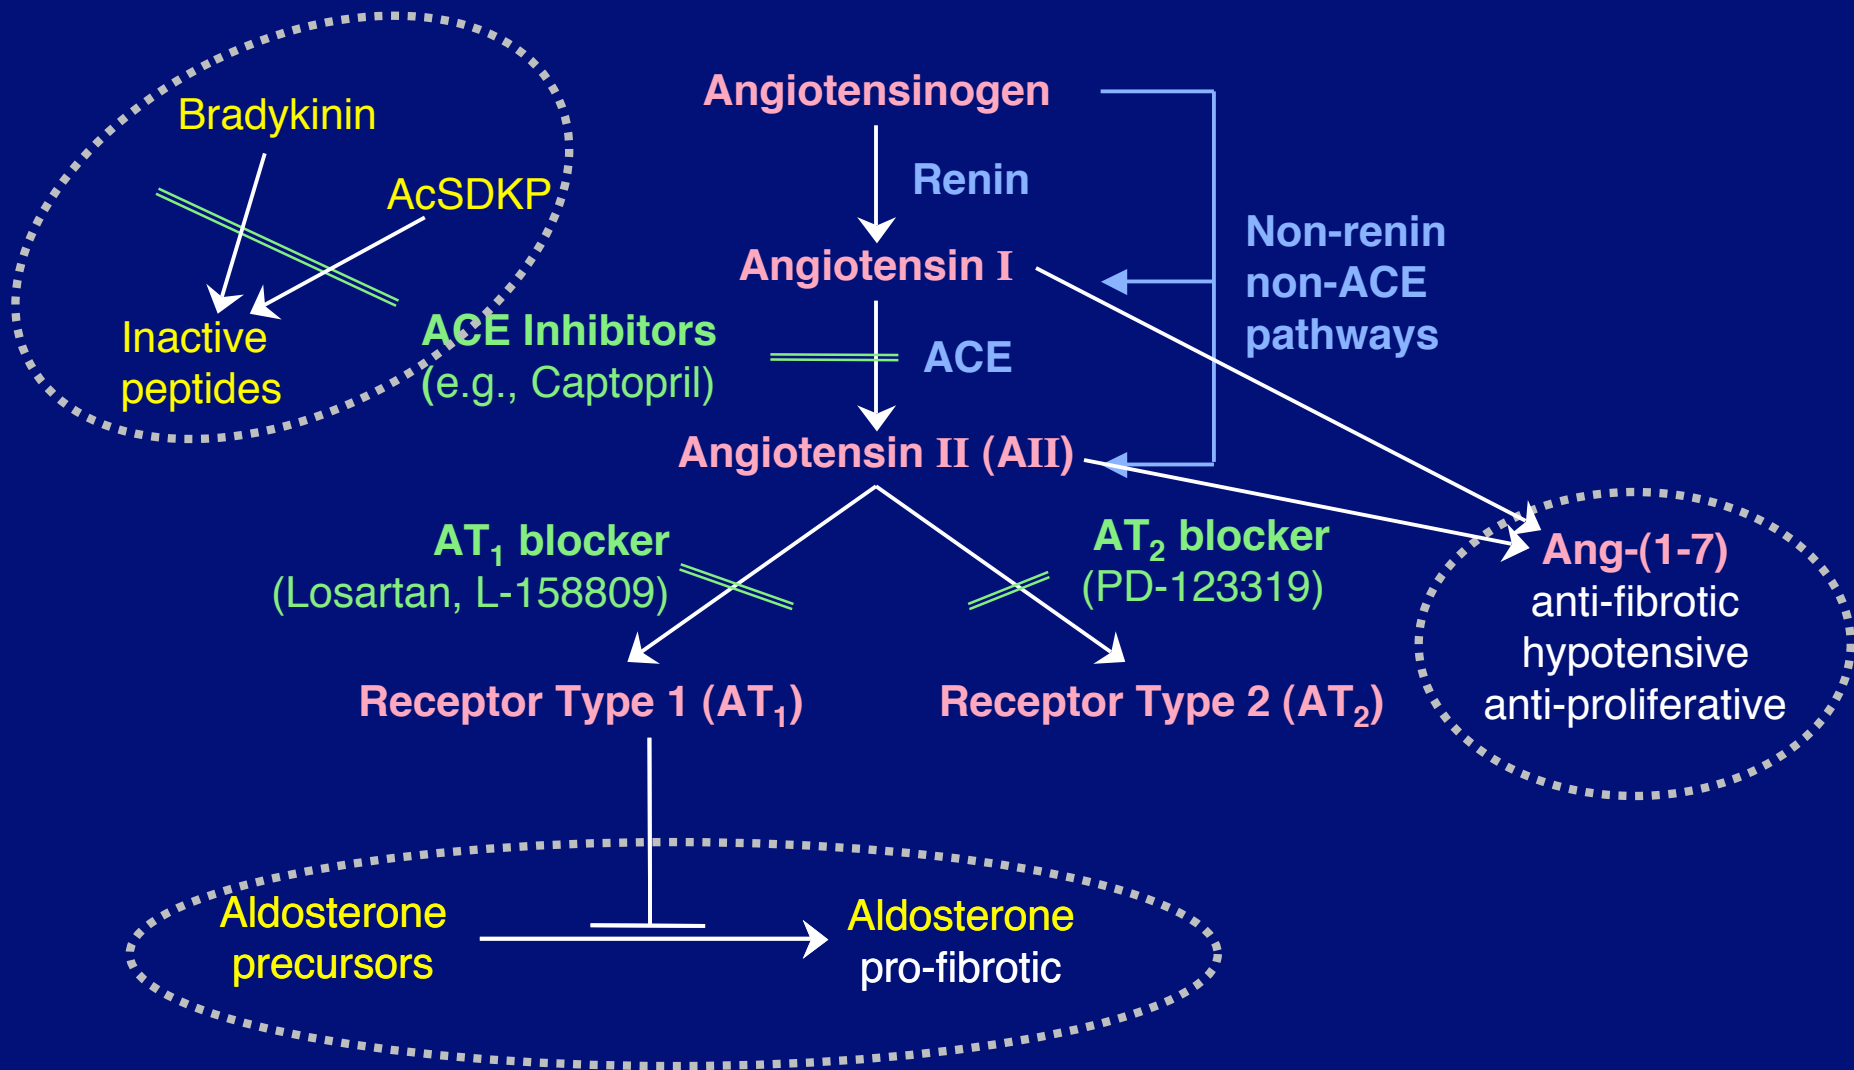 Angiotensinogen
Bradykinin
Renin
AcSDKP
Non-renin
non-ACE
pathways
Angiotensin I
Inactive
peptides
ACE Inhibitors
(e.g., Captopril)
ACE
Angiotensin II (AII)
AT₁ blocker
(Losartan, L-158809)
AT₂ blocker
(PD-123319)
Ang-(1-7)
anti-fibrotic
hypotensive
anti-proliferative
Receptor Type 1 (AT₁)
Receptor Type 2 (AT₂)
Aldosterone
precursors
Aldosterone
pro-fibrotic